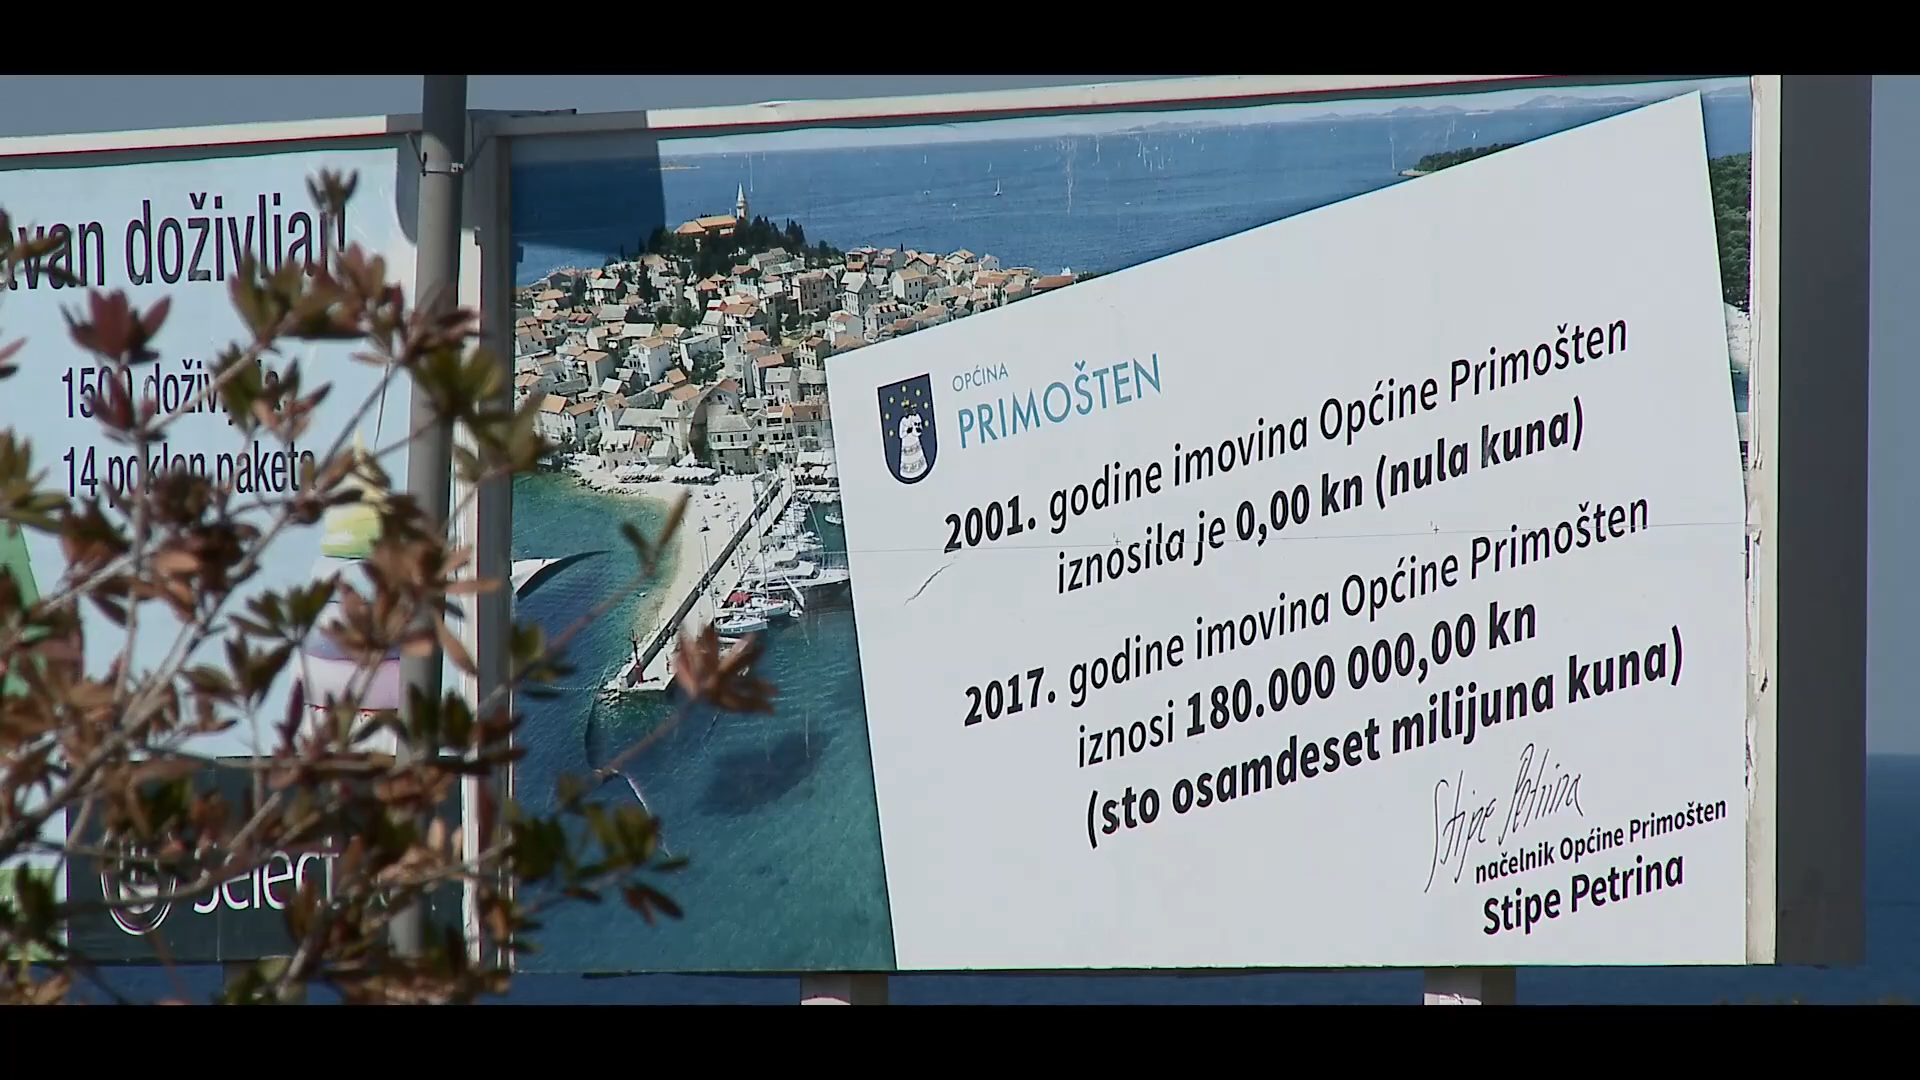 doživljaj!
1500 doživljaja
14 poklon paketa
Select
OPĆINA
PRIMOŠTEN
2001. godine imovina Općine Primošten
iznosila je 0,00 kn (nula kuna)
2017. godine imovina Općine Primošten
iznosi 180.000 000,00 kn
(sto osamdeset milijuna kuna)
Stipe Petrina
načelnik Općine Primošten
Stipe Petrina